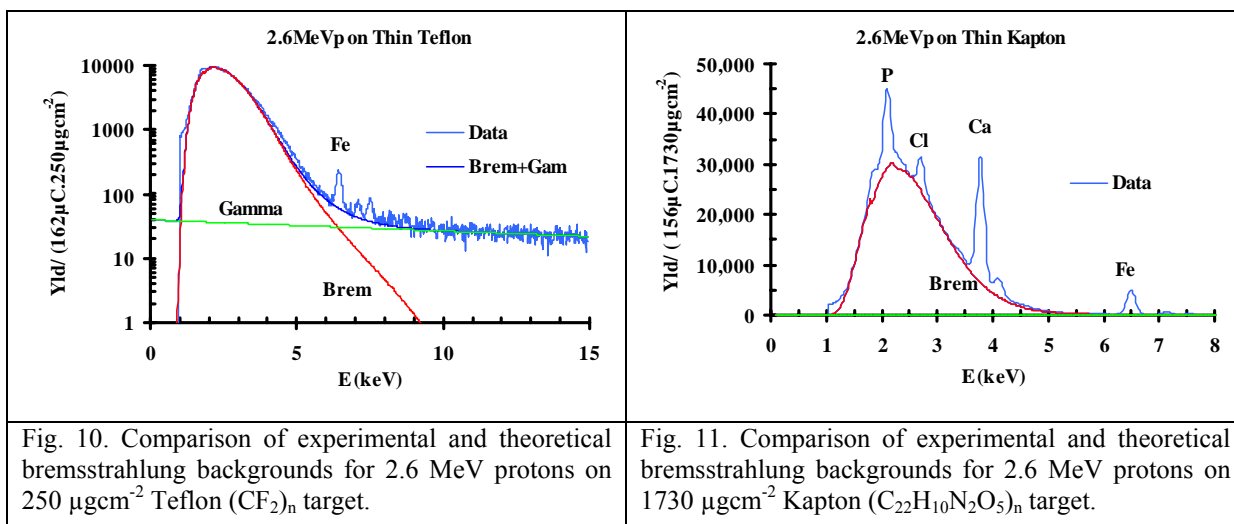 2.6MeVp on Thin Teflon
10000
1000
100
10
1
Yld/ (162µC.250µgcm-2)
Fe
Data
Brem+Gam
Gamma
Brem
0 5 10 15
E (keV)
2.6MeVp on Thin Kapton
50,000
40,000
30,000
20,000
10,000
0
Yld/ ( 156µC.1730µgcm-2)
P
Cl
Ca
Data
Brem
Fe
0 1 2 3 4 5 6 7 8
E (keV)
Fig. 10. Comparison of experimental and theoretical
bremsstrahlung backgrounds for 2.6 MeV protons on
250 µgcm-2 Teflon (CF2)n target.
Fig. 11. Comparison of experimental and theoretical
bremsstrahlung backgrounds for 2.6 MeV protons on
1730 µgcm-2 Kapton (C22H10N2O5)n target.